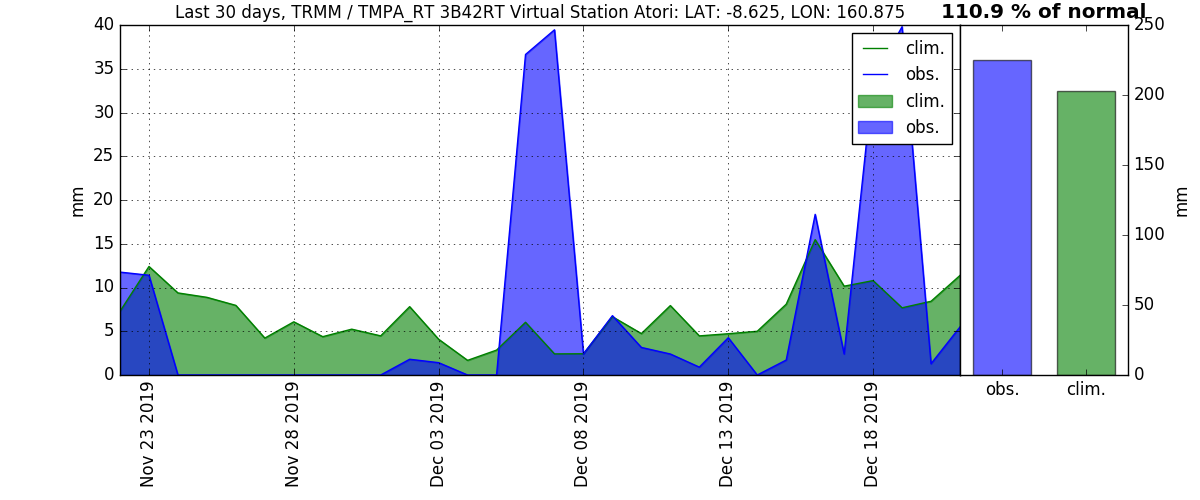 Last 30 days, TRMM / TMPA_RT 3B42RT Virtual Station Atori: LAT: -8.625, LON: 160.875
110.9 % of normal
40
35
30
25
20
15
10
5
0
mm
clim.
obs.
clim.
obs.
250
200
150
100
50
0
mm
Nov 23 2019
Nov 28 2019
Dec 03 2019
Dec 08 2019
Dec 13 2019
Dec 18 2019
obs.
clim.